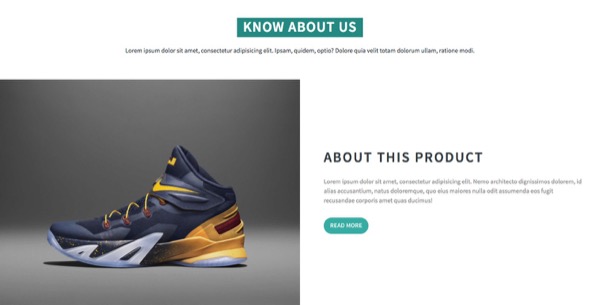 KNOW ABOUT US
Lorem ipsum dolor sit amet, consectetur adipisicing elit. Ipsam, quidem, optio? Dolore quia velit totam dolorum ullam, ratione modi.
ABOUT THIS PRODUCT
Lorem ipsum dolor sit amet, consectetur adipisicing elit. Nemo architecto dignissimos dolorem, id
alias accusantium, natus doloremque, quo eius maiores nulla odit assumenda eos fugit
recusandae corporis amet quas ducimus!
READ MORE